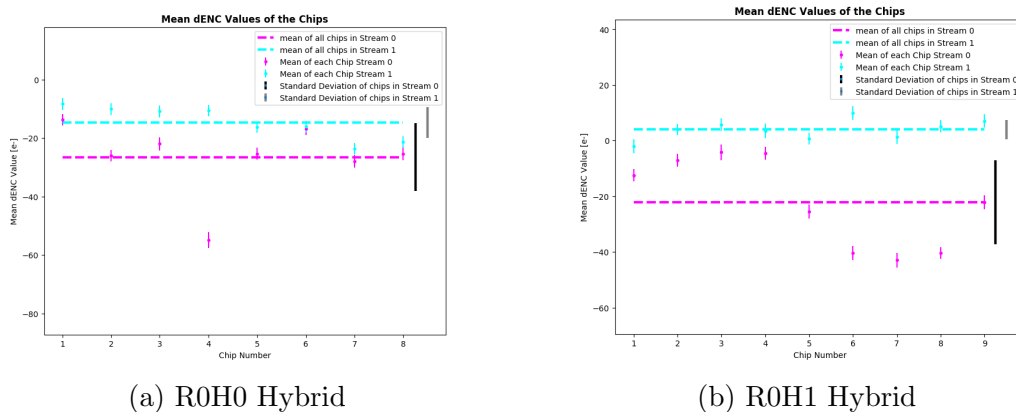 Mean dENC Values of the Chips
mean of all chips in Stream 0
mean of all chips in Stream 1
Mean of each Chip Stream 0
Mean of each Chip Stream 1
Standard Deviation of chips in Stream 0
Standard Deviation of chips in Stream 1
0
−20
−40
−60
−80
Mean dENC Value [e-]
1 2 3 4 5 6 7 8
Chip Number
(a) R0H0 Hybrid
Mean dENC Values of the Chips
mean of all chips in Stream 0
mean of all chips in Stream 1
Mean of each Chip Stream 0
Mean of each Chip Stream 1
Standard Deviation of chips in Stream 0
Standard Deviation of chips in Stream 1
40
20
0
−20
−40
−60
Mean dENC Value [e-]
1 2 3 4 5 6 7 8 9
Chip Number
(b) R0H1 Hybrid